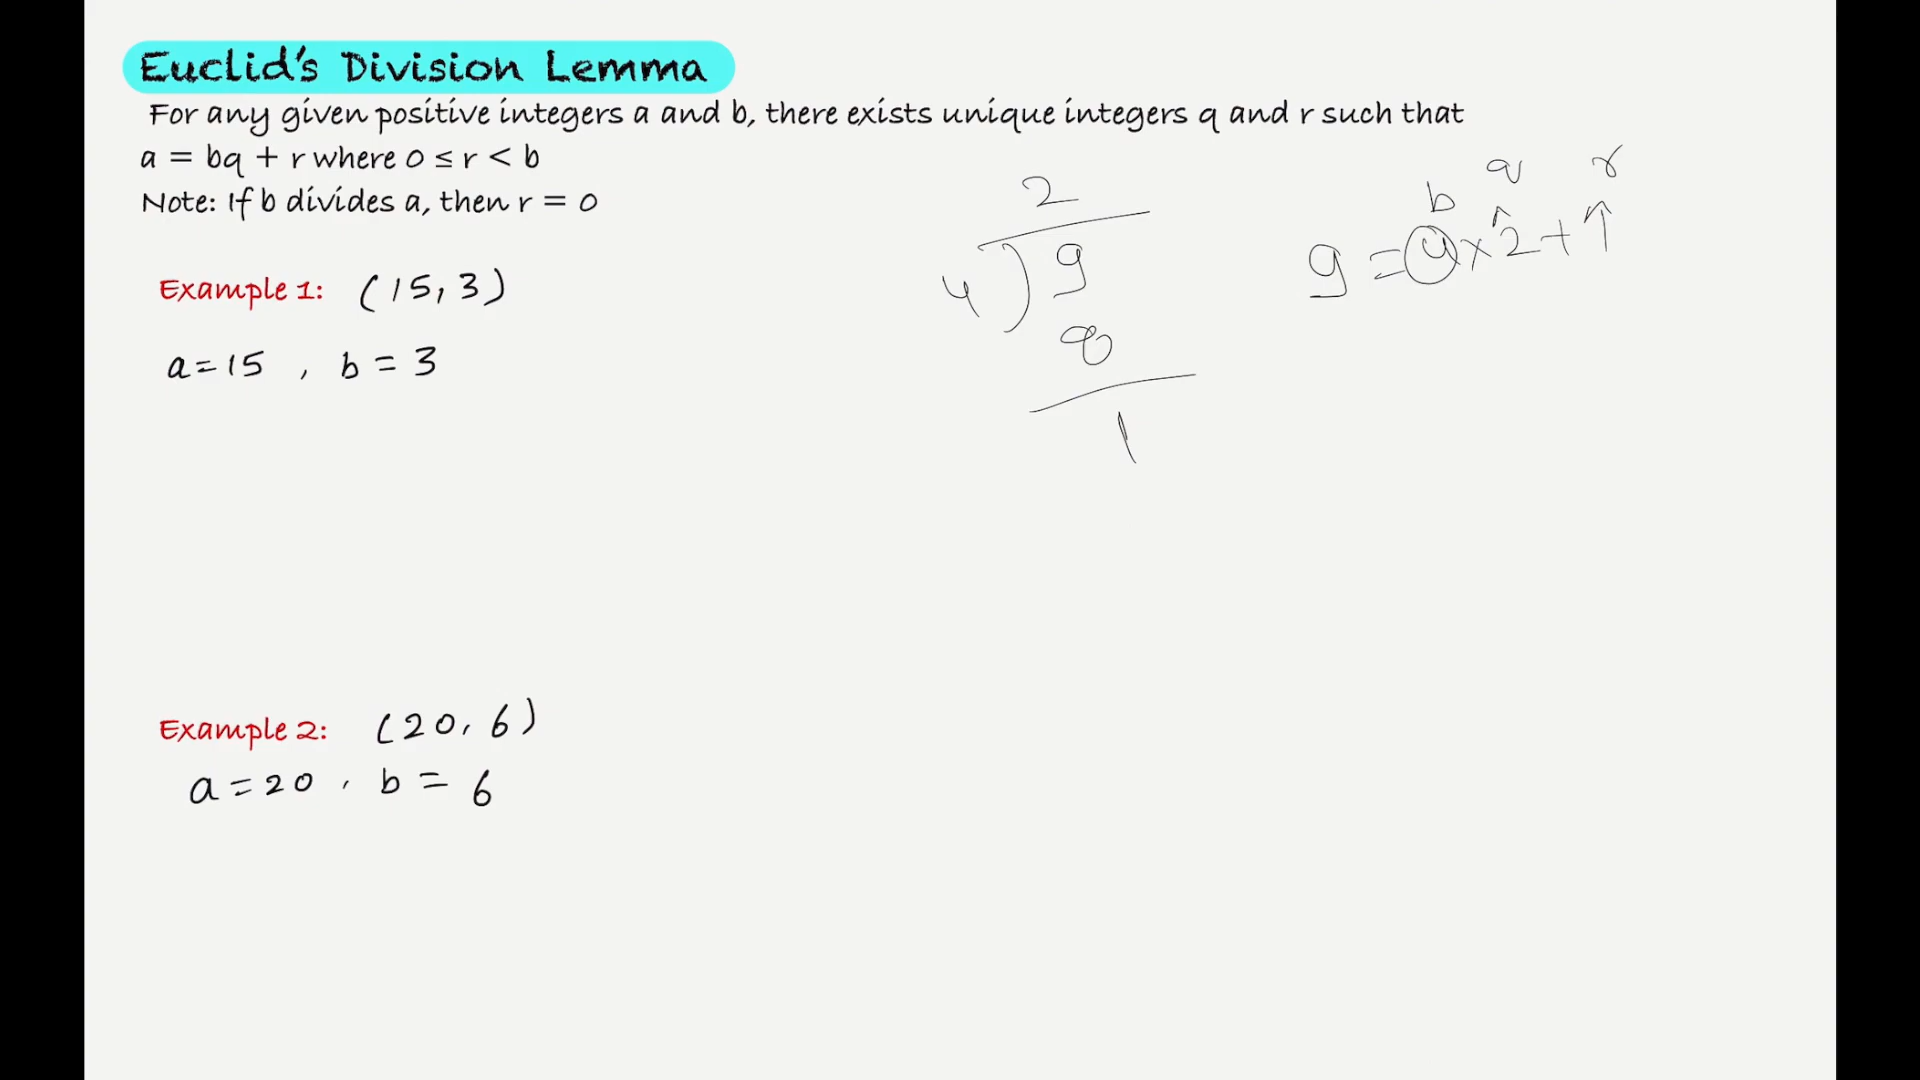 Euclid's Division Lemma
For any given positive integers a and b, there exists unique integers q and r such that
a = bq + r where 0 ≤ r < b
Note: If b divides a, then r = 0
Example 1: (15, 3)
a = 15 , b = 3
2
4 ) 9
8
1
b q r
9 = 4 × 2 + 1
Example 2: (20, 6)
a = 20 , b = 6